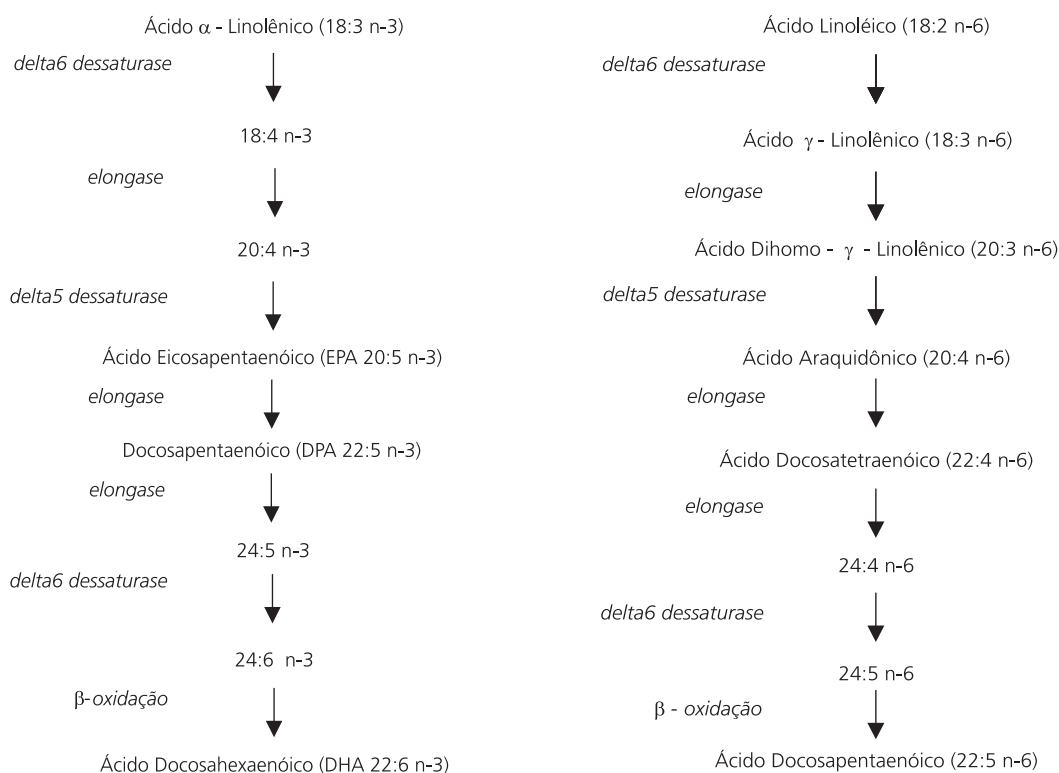 Ácido α - Linolênico (18:3 n-3)
delta6 dessaturase
18:4 n-3
elongase
20:4 n-3
delta5 dessaturase
Ácido Eicosapentaenóico (EPA 20:5 n-3)
elongase
Docosapentaenóico (DPA 22:5 n-3)
elongase
24:5 n-3
delta6 dessaturase
24:6 n-3
β-oxidação
Ácido Docosahexaenóico (DHA 22:6 n-3)
Ácido Linoléico (18:2 n-6)
delta6 dessaturase
Ácido γ - Linolênico (18:3 n-6)
elongase
Ácido Dihomo - γ - Linolênico (20:3 n-6)
delta5 dessaturase
Ácido Araquidônico (20:4 n-6)
elongase
Ácido Docosatetraenóico (22:4 n-6)
elongase
24:4 n-6
delta6 dessaturase
24:5 n-6
β - oxidação
Ácido Docosapentaenóico (22:5 n-6)